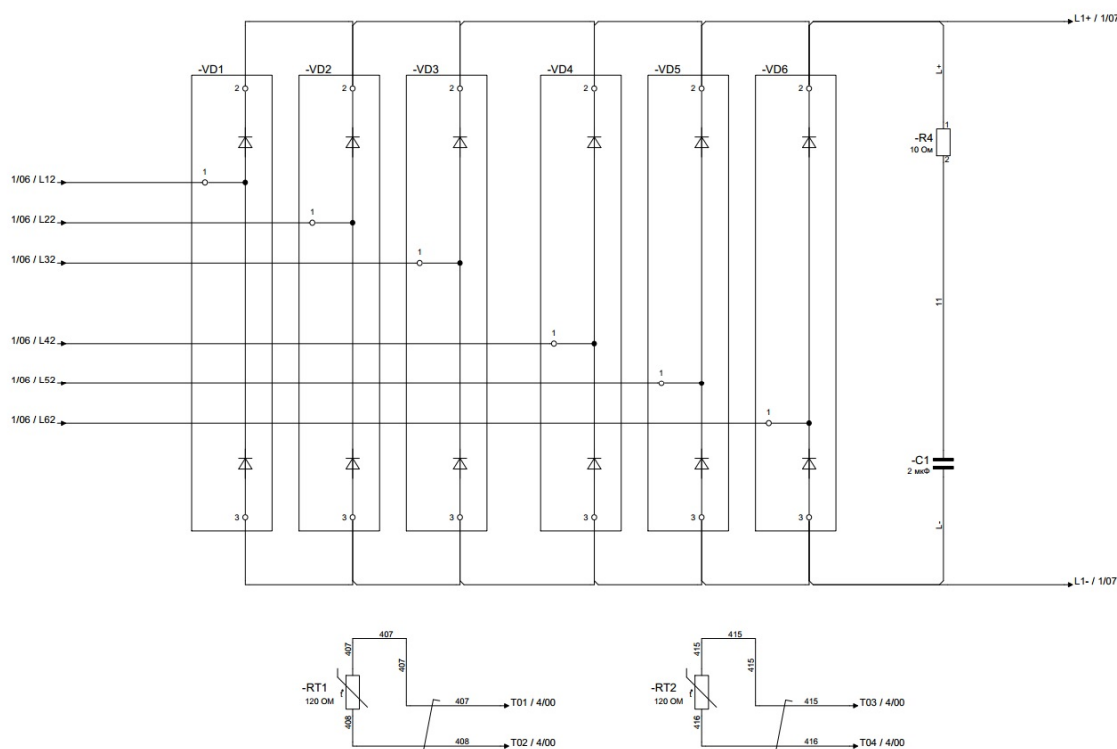 L1+ / 1/07
-VD1
-VD2
-VD3
-VD4
-VD5
-VD6
2
2
2
2
2
2
L+
-R4
10 Ом
1
2
1/06 / L12
1
1/06 / L22
1
1/06 / L32
1
11
1/06 / L42
1
1/06 / L52
1
1/06 / L62
1
-C1
2 мкФ
3
3
3
3
3
3
L-
L1- / 1/07
407
407
407
-RT1
120 ОМ
t°
407
T01 / 4/00
408
408
T02 / 4/00
415
415
415
-RT2
120 ОМ
t°
415
T03 / 4/00
416
416
T04 / 4/00